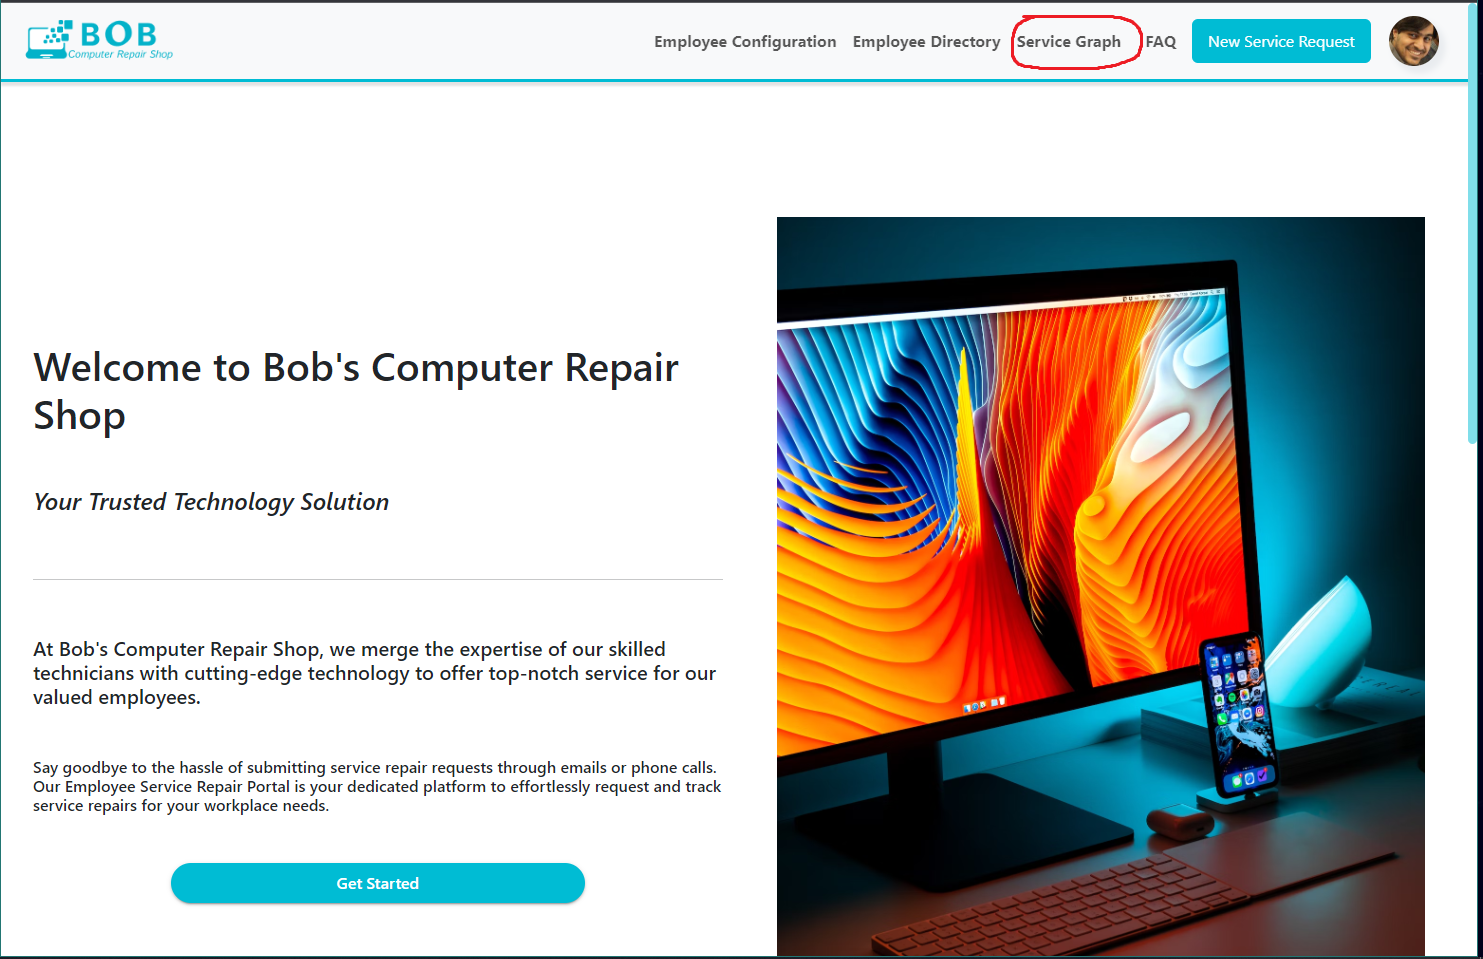 BOB
Computer Repair Shop
Employee Configuration
Employee Directory
Service Graph
FAQ
New Service Request
Welcome to Bob's Computer Repair
Shop
Your Trusted Technology Solution
At Bob's Computer Repair Shop, we merge the expertise of our skilled
technicians with cutting-edge technology to offer top-notch service for our
valued employees.
Say goodbye to the hassle of submitting service repair requests through emails or phone calls.
Our Employee Service Repair Portal is your dedicated platform to effortlessly request and track
service repairs for your workplace needs.
Get Started